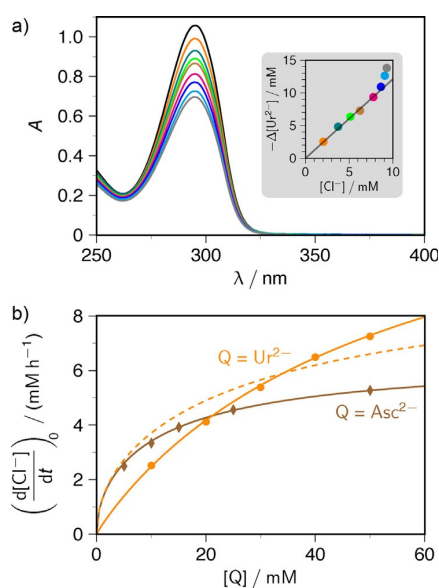 a)
1.0
0.8
0.6
0.4
0.2
0
A
250
300
350
400
λ / nm
15
10
5
0
−Δ[Ur²⁻] / mM
0
5
10
[Cl⁻] / mM
b)
8
6
4
2
0
(d[Cl⁻]/dt)₀ / (mM h⁻¹)
Q = Ur²⁻
Q = Asc²⁻
0
20
40
60
[Q] / mM